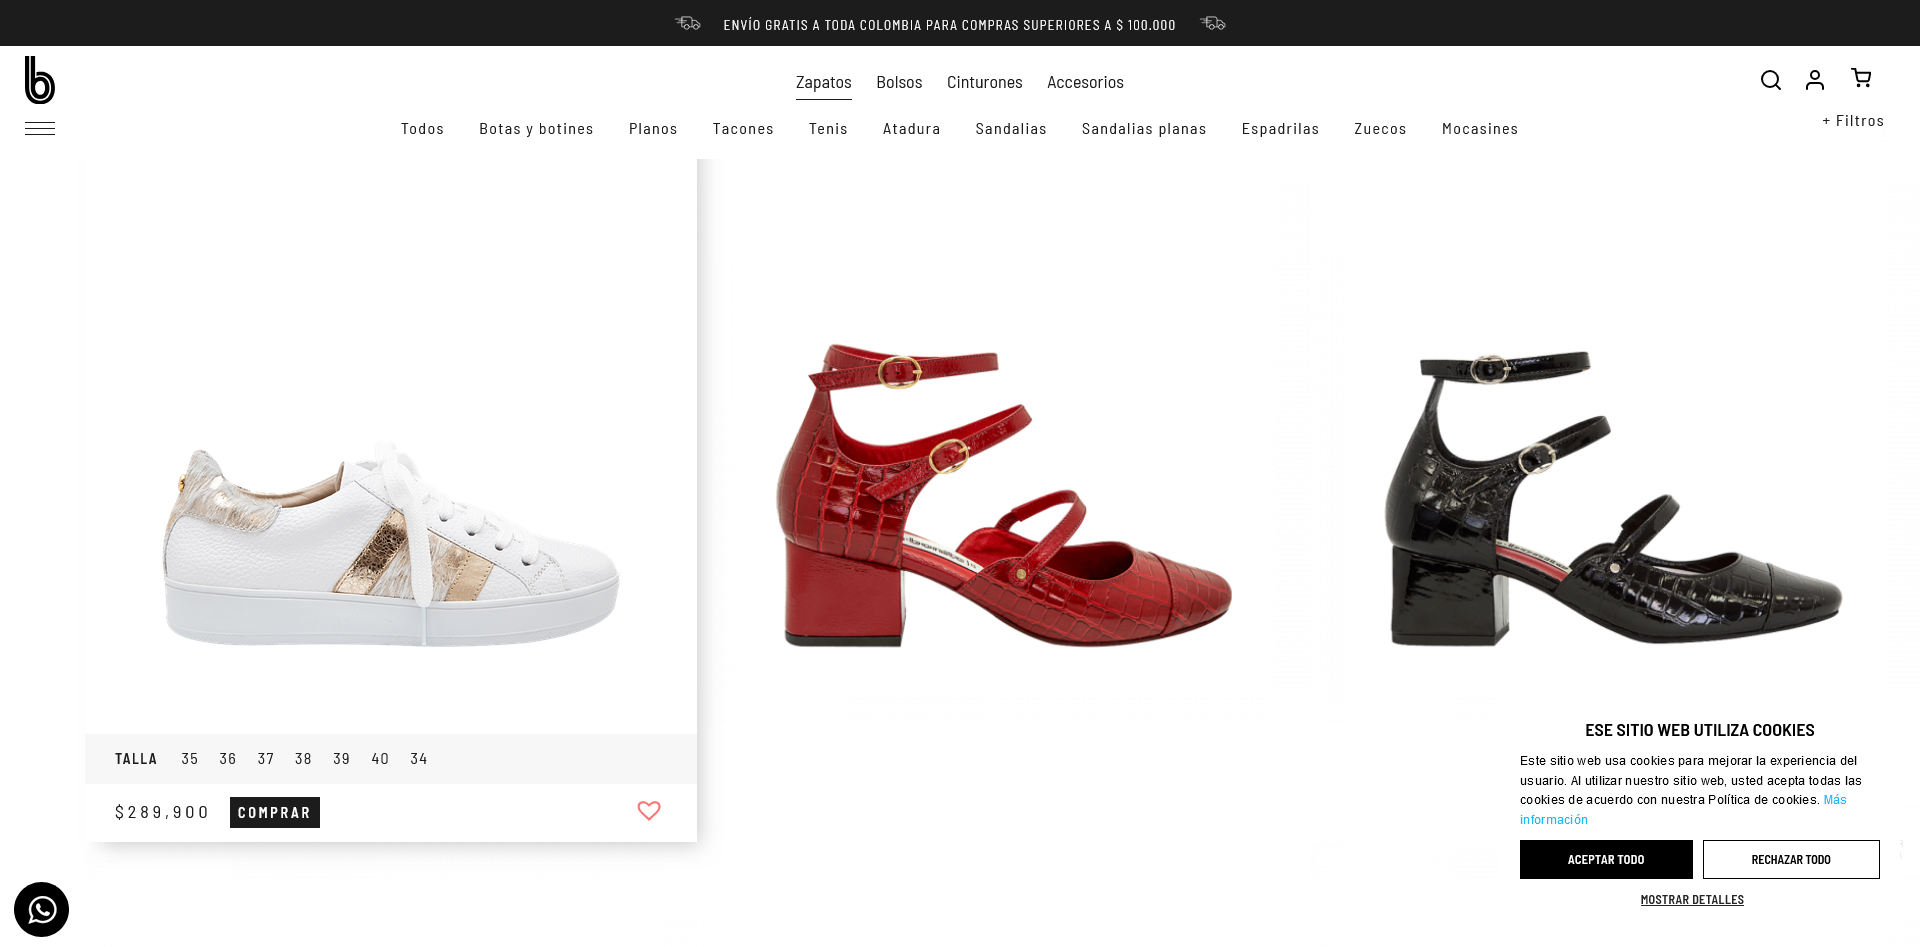 ENVÍO GRATIS A TODA COLOMBIA PARA COMPRAS SUPERIORES A $ 100.000
b
Zapatos Bolsos Cinturones Accesorios
Todos Botas y botines Planos Tacones Tenis Atadura Sandalias Sandalias planas Espadrilas Zuecos Mocasines
+ Filtros
TALLA 35 36 37 38 39 40 34
$289,900 COMPRAR
ESE SITIO WEB UTILIZA COOKIES
Este sitio web usa cookies para mejorar la experiencia del
usuario. Al utilizar nuestro sitio web, usted acepta todas las
cookies de acuerdo con nuestra Política de cookies. Más
información
ACEPTAR TODO RECHAZAR TODO
MOSTRAR DETALLES